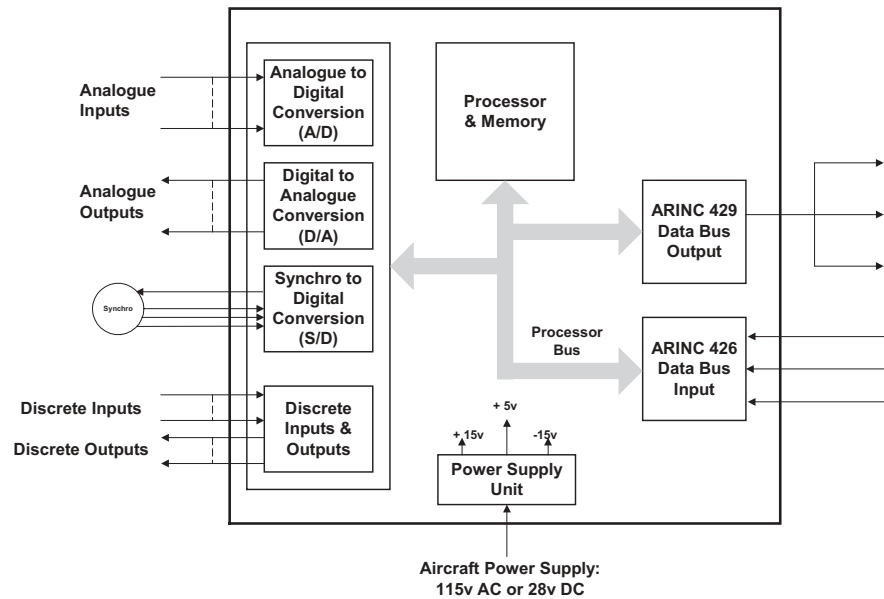 Analogue
Inputs
Analogue to
Digital
Conversion
(A/D)
Processor
& Memory
Analogue
Outputs
Digital to
Analogue
Conversion
(D/A)
ARINC 429
Data Bus
Output
Synchro
Synchro to
Digital
Conversion
(S/D)
Processor
Bus
ARINC 426
Data Bus
Input
Discrete Inputs
Discrete Outputs
Discrete
Inputs &
Outputs
+ 15v
+ 5v
-15v
Power Supply
Unit
Aircraft Power Supply:
115v AC or 28v DC